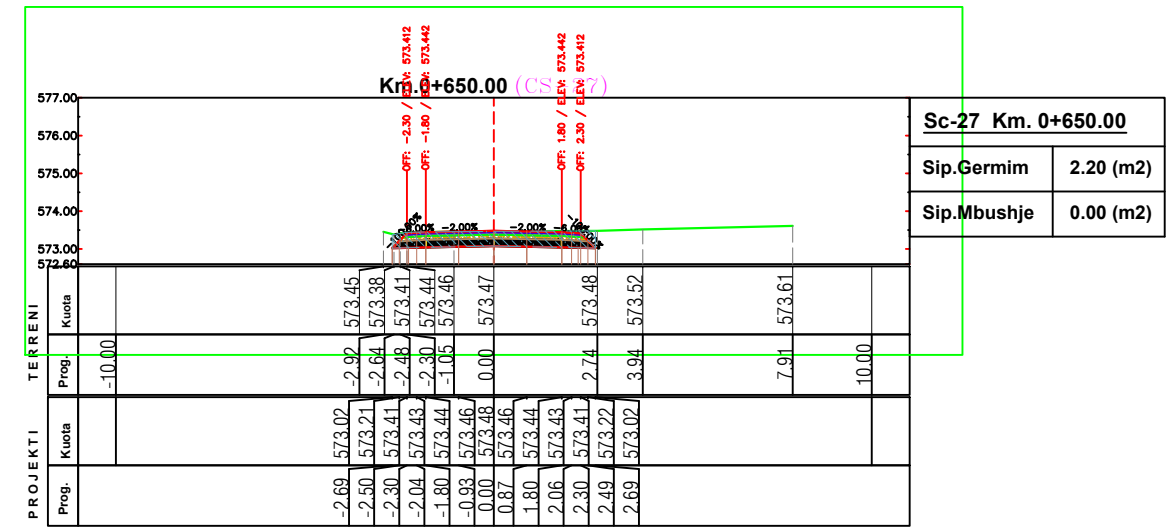 OFF: -2.30 / ELEV: 573.412
OFF: -1.80 / ELEV: 573.442
OFF: 1.80 / ELEV: 573.442
OFF: 2.30 / ELEV: 573.412
Km.0+650.00
577.00
576.00
575.00
574.00
573.00
572.60
-2.00%
-2.00%
Sc-27 Km. 0+650.00
Sip.Germim 2.20 (m2)
Sip.Mbushje 0.00 (m2)
TERRENI
Kuota 573.45 573.38 573.41 573.44 573.46 573.47 573.48 573.52 573.61
Prog. -10.00 -2.92 -2.64 -2.48 -2.30 -1.05 0.00 2.74 3.94 7.91 10.00
PROJEKTI
Kuota 573.02 573.21 573.41 573.43 573.44 573.46 573.48 573.46 573.44 573.43 573.41 573.22 573.02
Prog. -2.69 -2.50 -2.30 -2.04 -1.80 -0.93 0.00 0.87 1.80 2.06 2.30 2.49 2.69